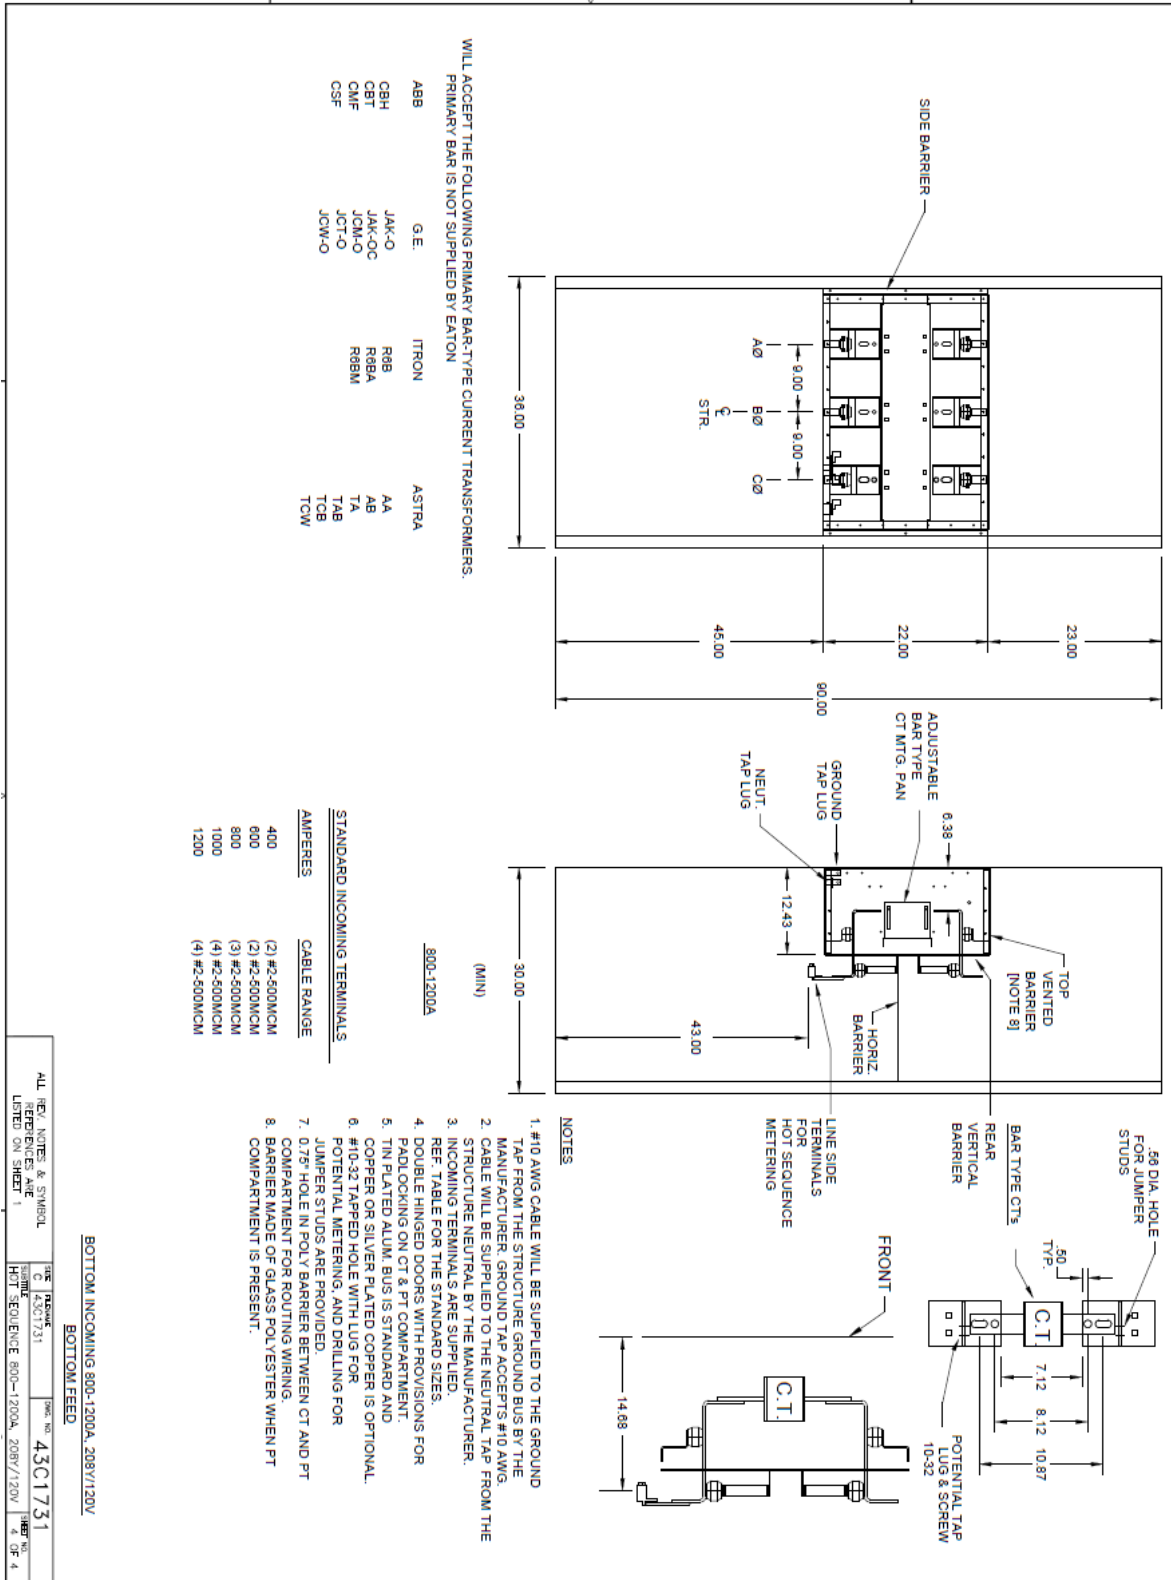 SIDE BARRIER
AØ
BØ
CØ
9.00
9.00
C
L
STR.
36.00
23.00
22.00
45.00
90.00
WILL ACCEPT THE FOLLOWING PRIMARY BAR-TYPE CURRENT TRANSFORMERS.
PRIMARY BAR IS NOT SUPPLIED BY EATON
ABB G.E. ITRON ASTRA
CBH JAK-O R6B AA
CBT JAK-OC R6BA AB
CMF JCM-O R6BM TA
CSF JCT-O TAB
JCW-O TCB
TCW
ADJUSTABLE
BAR TYPE
CT MTG. PAN
GROUND
TAP LUG
NEUT.
TAP LUG
6.38
12.43
TOP
VENTED
BARRIER
[NOTE 8]
REAR
VERTICAL
BARRIER
HORIZ.
BARRIER
LINE SIDE
TERMINALS
FOR
HOT SEQUENCE
METERING
43.00
30.00
(MIN)
800-1200A
STANDARD INCOMING TERMINALS
AMPERES CABLE RANGE
400 (2) #2-500MCM
600 (2) #2-500MCM
800 (3) #2-500MCM
1000 (4) #2-500MCM
1200 (4) #2-500MCM
.56 DIA. HOLE
FOR JUMPER
STUDS
BAR TYPE CT's
.50
TYP.
C.T.
7.12
8.12
10.87
POTENTIAL TAP
LUG & SCREW
10-32
FRONT
C.T.
14.68
NOTES
1. #10 AWG CABLE WILL BE SUPPLIED TO THE GROUND
TAP FROM THE STRUCTURE GROUND BUS BY THE
MANUFACTURER. GROUND TAP ACCEPTS #10 AWG.
2. CABLE WILL BE SUPPLIED TO THE NEUTRAL TAP FROM THE
STRUCTURE NEUTRAL BY THE MANUFACTURER.
3. INCOMING TERMINALS ARE SUPPLIED.
REF. TABLE FOR THE STANDARD SIZES.
4. DOUBLE HINGED DOORS WITH PROVISIONS FOR
PADLOCKING ON CT & PT COMPARTMENT.
5. TIN PLATED ALUM. BUS IS STANDARD AND
COPPER OR SILVER PLATED COPPER IS OPTIONAL.
6. #10-32 TAPPED HOLE WITH LUG FOR
POTENTIAL METERING, AND DRILLING FOR
JUMPER STUDS ARE PROVIDED.
7. 0.75" HOLE IN POLY BARRIER BETWEEN CT AND PT
COMPARTMENT FOR ROUTING WIRING.
8. BARRIER MADE OF GLASS POLYESTER WHEN PT
COMPARTMENT IS PRESENT.
BOTTOM INCOMING 800-1200A, 208Y/120V
BOTTOM FEED
ALL REV. NOTES & SYMBOL
REFERENCES ARE
LISTED ON SHEET 1
SIZE
C
FILENAME
43C1731
DWG. NO.
43C1731
SUBTITLE
HOT SEQUENCE 800-1200A, 208Y/120V
SHEET NO.
4 OF 4